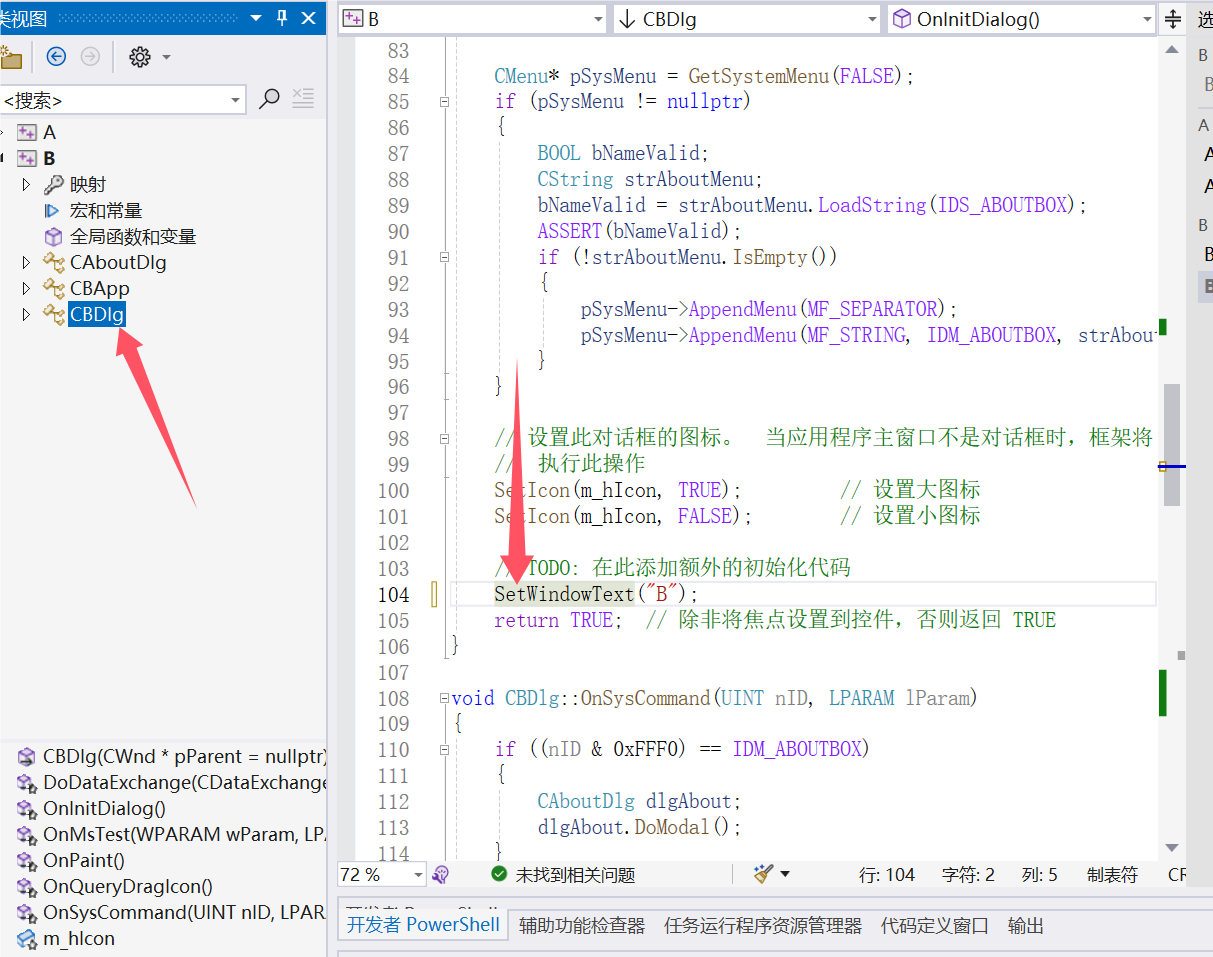 类视图
<搜索>
A
B
映射
宏和常量
全局函数和变量
CAboutDlg
CBApp
CBDlg
CBDlg(CWnd * pParent = nullptr)
DoDataExchange(CDataExchange
OnInitDialog()
OnMsTest(WPARAM wParam, LPA
OnPaint()
OnQueryDragIcon()
OnSysCommand(UINT nID, LPAR
m_hIcon
B CBDlg OnInitDialog()
83
84 CMenu* pSysMenu = GetSystemMenu(FALSE);
85 if (pSysMenu != nullptr)
86 {
87 BOOL bNameValid;
88 CString strAboutMenu;
89 bNameValid = strAboutMenu.LoadString(IDS_ABOUTBOX);
90 ASSERT(bNameValid);
91 if (!strAboutMenu.IsEmpty())
92 {
93 pSysMenu->AppendMenu(MF_SEPARATOR);
94 pSysMenu->AppendMenu(MF_STRING, IDM_ABOUTBOX, strAbou
95 }
96 }
97
98 // 设置此对话框的图标。 当应用程序主窗口不是对话框时，框架将
99 // 执行此操作
100 SetIcon(m_hIcon, TRUE); // 设置大图标
101 SetIcon(m_hIcon, FALSE); // 设置小图标
102
103 // TODO: 在此添加额外的初始化代码
104 SetWindowText("B");
105 return TRUE; // 除非将焦点设置到控件，否则返回 TRUE
106 }
107
108 void CBDlg::OnSysCommand(UINT nID, LPARAM lParam)
109 {
110 if ((nID & 0xFFF0) == IDM_ABOUTBOX)
111 {
112 CAboutDlg dlgAbout;
113 dlgAbout.DoModal();
114 }
72 % 未找到相关问题 行: 104 字符: 2 列: 5 制表符 CR
开发者 PowerShell
开发者 PowerShell 辅助功能检查器 任务运行程序资源管理器 代码定义窗口 输出
选
B
B
A
A
A
B
B
B